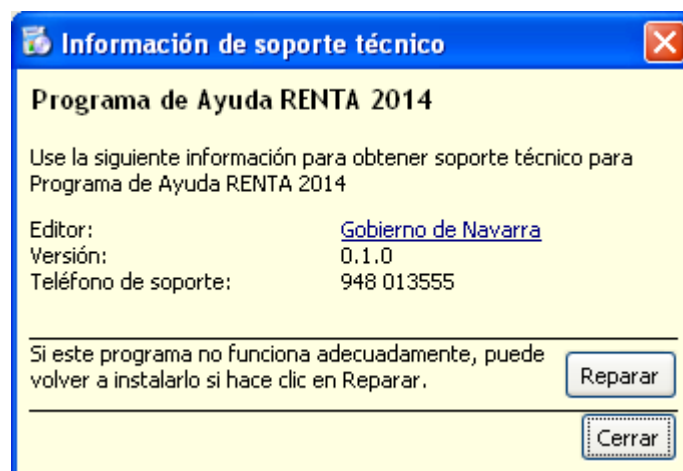 Información de soporte técnico
Programa de Ayuda RENTA 2014
Use la siguiente información para obtener soporte técnico para
Programa de Ayuda RENTA 2014
Editor: Gobierno de Navarra
Versión: 0.1.0
Teléfono de soporte: 948 013555
Si este programa no funciona adecuadamente, puede
volver a instalarlo si hace clic en Reparar.
Reparar
Cerrar